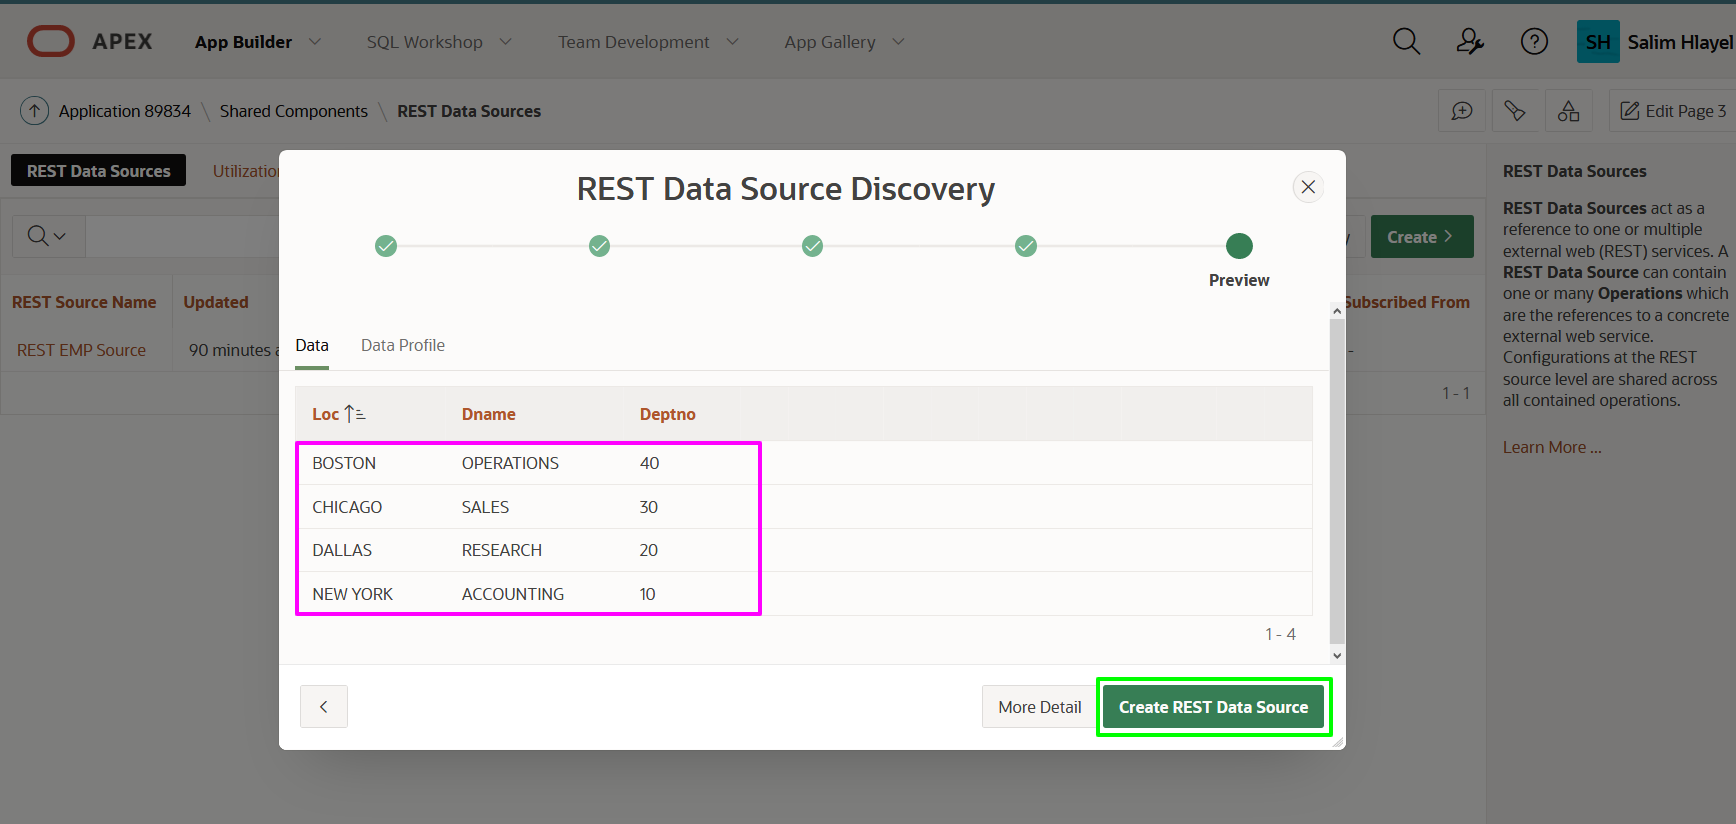 APEX App Builder SQL Workshop Team Development App Gallery SH Salim Hlayel
Application 89834 \ Shared Components \ REST Data Sources Edit Page 3
REST Data Sources
Create
REST Source Name Updated Subscribed From
REST EMP Source 90 minutes -
1 - 1
REST Data Source Discovery
Preview
Data Data Profile
Loc Dname Deptno
BOSTON OPERATIONS 40
CHICAGO SALES 30
DALLAS RESEARCH 20
NEW YORK ACCOUNTING 10
1 - 4
More Detail Create REST Data Source
REST Data Sources
REST Data Sources act as a
reference to one or multiple
external web (REST) services. A
REST Data Source can contain
one or many Operations which
are the references to a concrete
external web service.
Configurations at the REST
source level are shared across
all contained operations.
Learn More ...